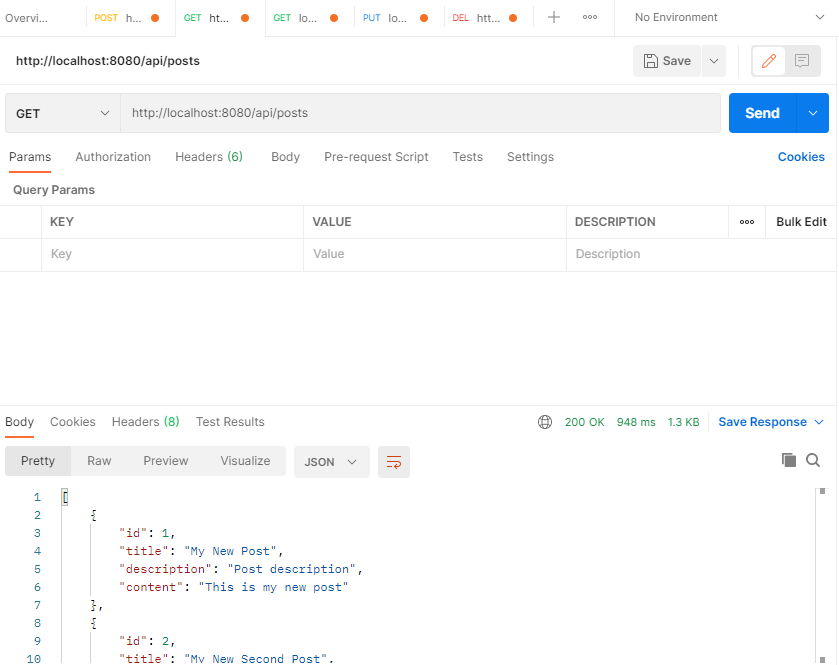 Overvi... POST h... GET ht... GET lo... PUT lo... DEL htt... No Environment
http://localhost:8080/api/posts Save
GET http://localhost:8080/api/posts Send
Params Authorization Headers (6) Body Pre-request Script Tests Settings Cookies
Query Params
KEY VALUE DESCRIPTION Bulk Edit
Key Value Description
Body Cookies Headers (8) Test Results 200 OK 948 ms 1.3 KB Save Response
Pretty Raw Preview Visualize JSON
1 [
2 {
3 "id": 1,
4 "title": "My New Post",
5 "description": "Post description",
6 "content": "This is my new post"
7 },
8 {
9 "id": 2,
10 "title": "My New Second Post",